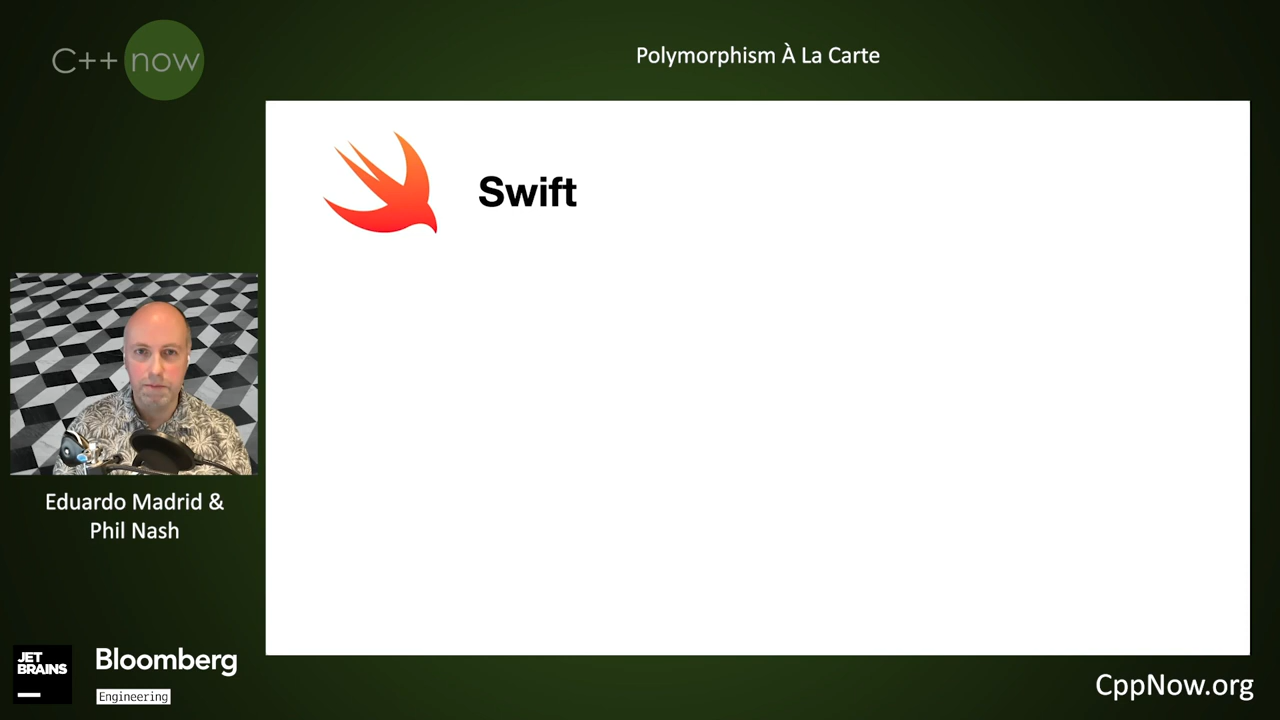 C++ now
Polymorphism À La Carte
Swift
Eduardo Madrid &
Phil Nash
JET
BRAINS
Bloomberg
Engineering
CppNow.org